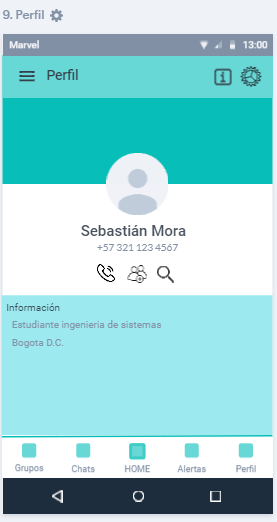 9. Perfil
Marvel 13:00
Perfil
Sebastián Mora
+57 321 123 4567
Información
Estudiante ingenieria de sistemas
Bogota D.C.
Grupos Chats HOME Alertas Perfil